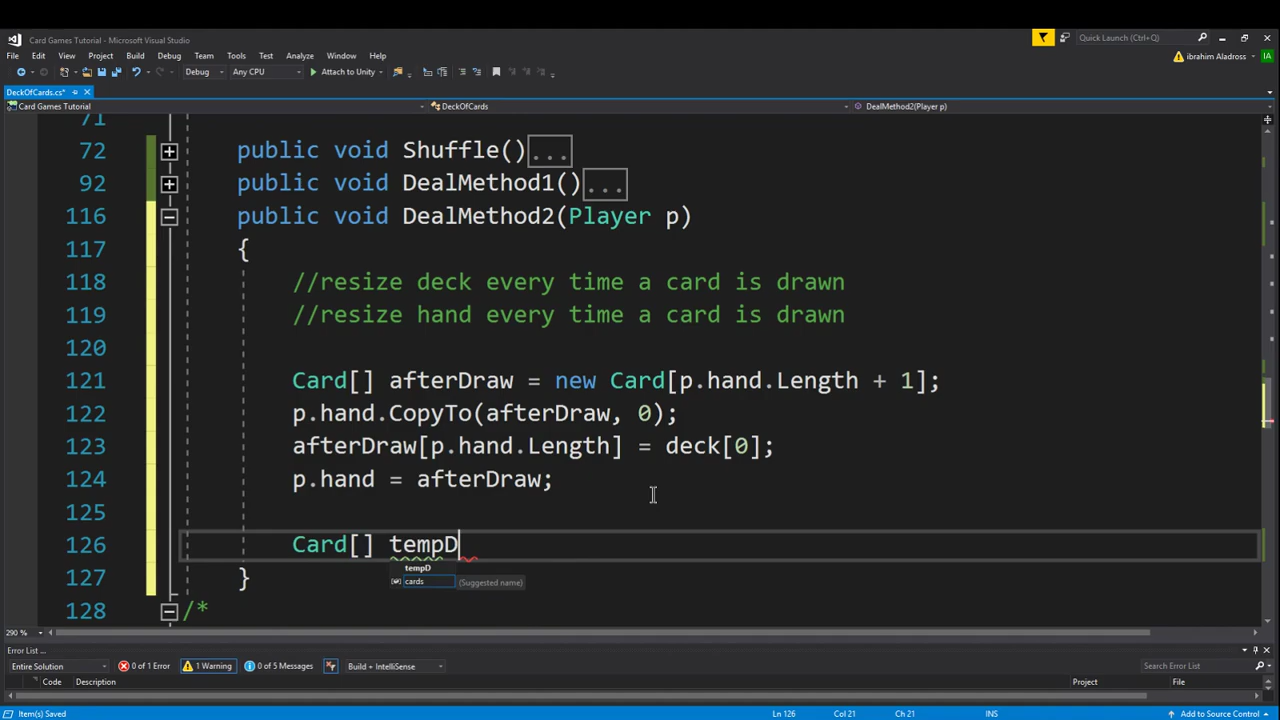 Card Games Tutorial - Microsoft Visual Studio
Quick Launch (Ctrl+Q)
File Edit View Project Build Debug Team Tools Test Analyze Window Help
ibrahim Aladross IA
Debug Any CPU Attach to Unity
DeckOfCards.cs*
Card Games Tutorial DeckOfCards DealMethod2(Player p)
71
72 public void Shuffle()...
92 public void DealMethod1()...
116 public void DealMethod2(Player p)
117 {
118 //resize deck every time a card is drawn
119 //resize hand every time a card is drawn
120
121 Card[] afterDraw = new Card[p.hand.Length + 1];
122 p.hand.CopyTo(afterDraw, 0);
123 afterDraw[p.hand.Length] = deck[0];
124 p.hand = afterDraw;
125
126 Card[] tempD
tempD
cards (Suggested name)
127 }
128 /*
290 %
Error List ...
Entire Solution 0 of 1 Error 1 Warning 0 of 5 Messages Build + IntelliSense Search Error List
Code Description Project File
Item(s) Saved Ln 126 Col 21 Ch 21 INS Add to Source Control